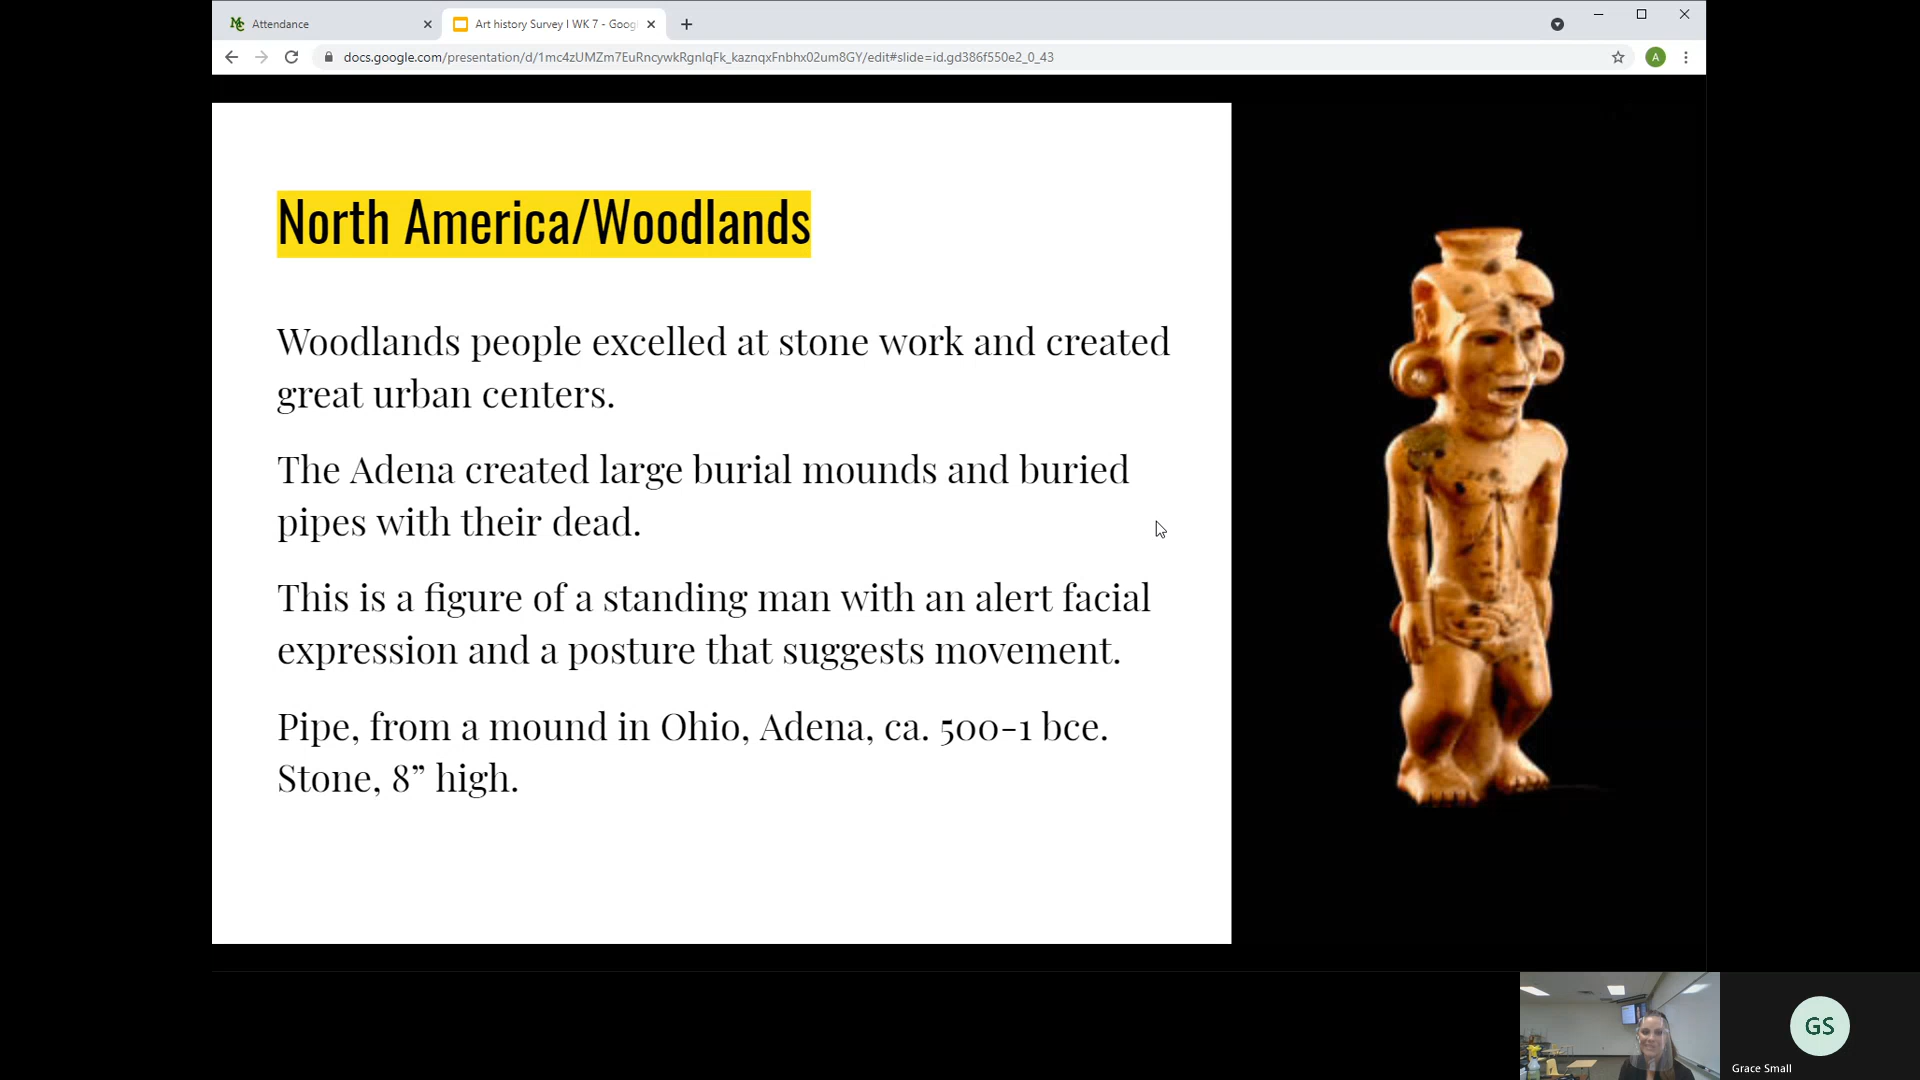 Attendance
Art history Survey I WK 7 - Goog
docs.google.com/presentation/d/1mc4zUMZm7EuRncywkRgnlqFk_kaznqxFnbhx02um8GY/edit#slide=id.gd386f550e2_0_43
A
North America/Woodlands
Woodlands people excelled at stone work and created
great urban centers.
The Adena created large burial mounds and buried
pipes with their dead.
This is a figure of a standing man with an alert facial
expression and a posture that suggests movement.
Pipe, from a mound in Ohio, Adena, ca. 500-1 bce.
Stone, 8” high.
GS
Grace Small